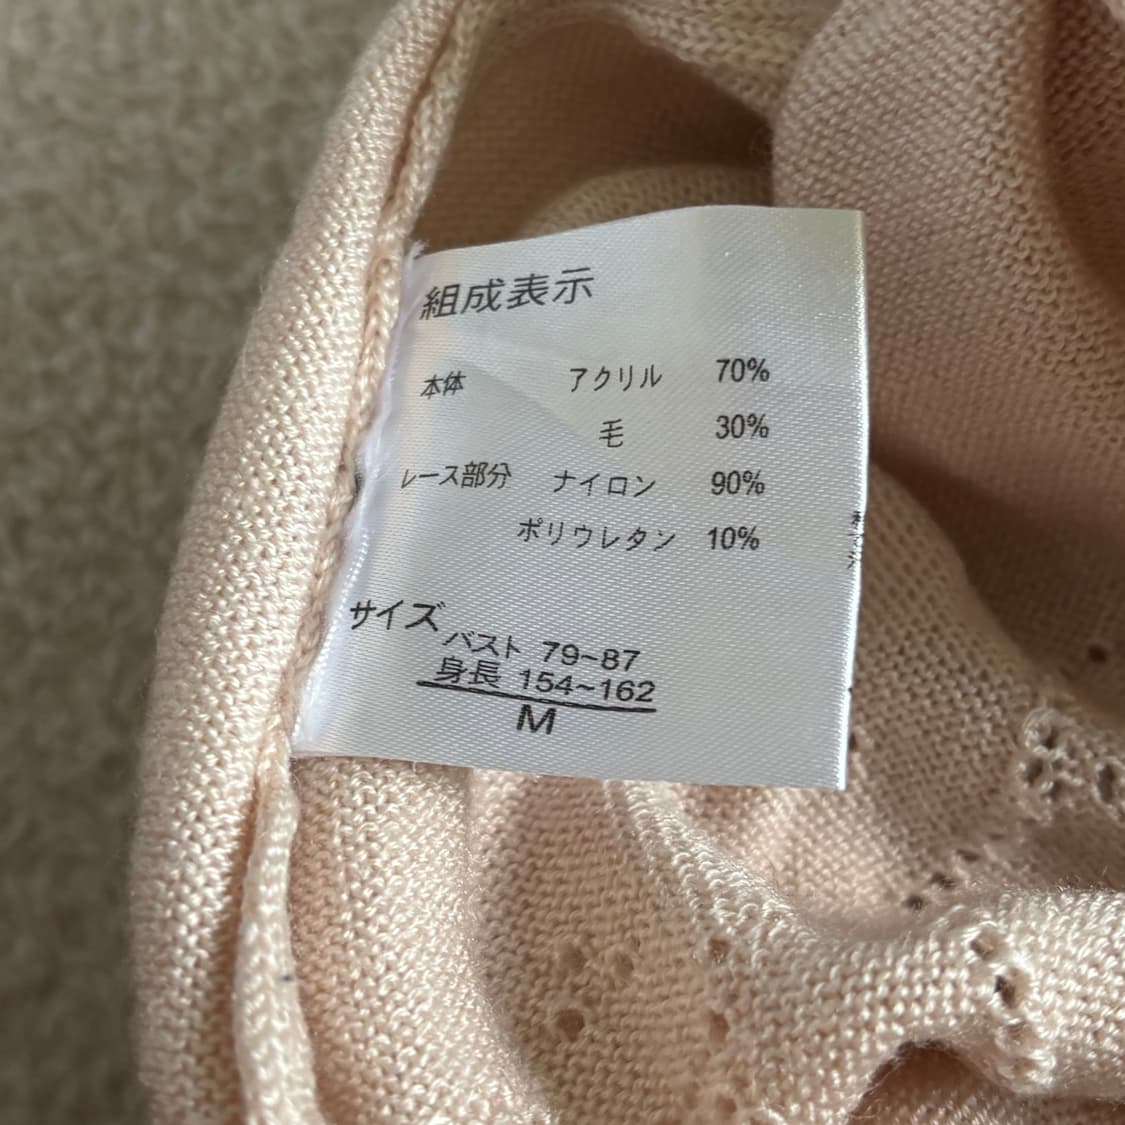 組成表示
本体 アクリル 70%
毛 30%
レース部分 ナイロン 90%
ポリウレタン 10%
サイズ
バスト 79~87
身長 154~162
M